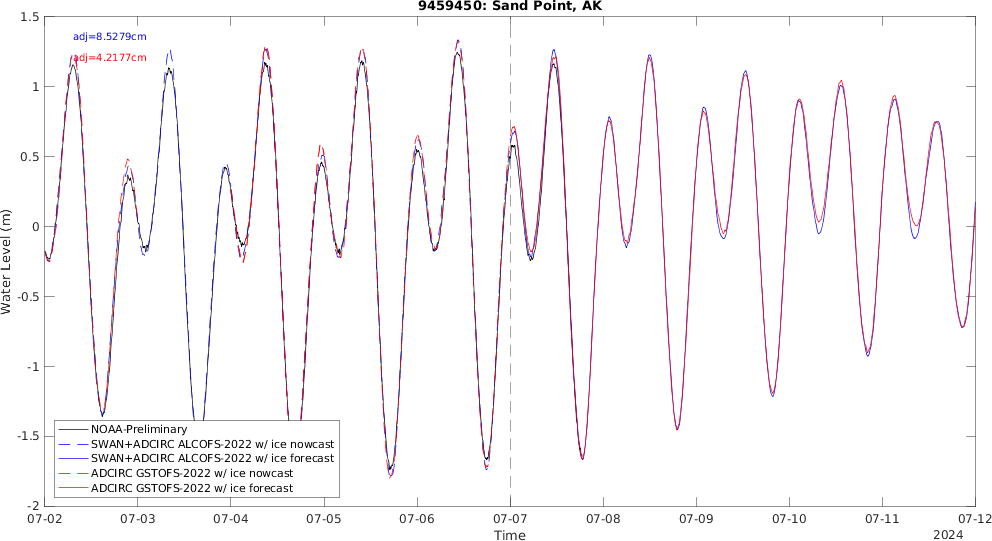 9459450: Sand Point, AK
adj=8.5279cm
adj=4.2177cm
1.5
1
0.5
0
-0.5
-1
-1.5
-2
Water Level (m)
NOAA-Preliminary
SWAN+ADCIRC ALCOFS-2022 w/ ice nowcast
SWAN+ADCIRC ALCOFS-2022 w/ ice forecast
ADCIRC GSTOFS-2022 w/ ice nowcast
ADCIRC GSTOFS-2022 w/ ice forecast
07-02 07-03 07-04 07-05 07-06 07-07 07-08 07-09 07-10 07-11 07-12
Time
2024